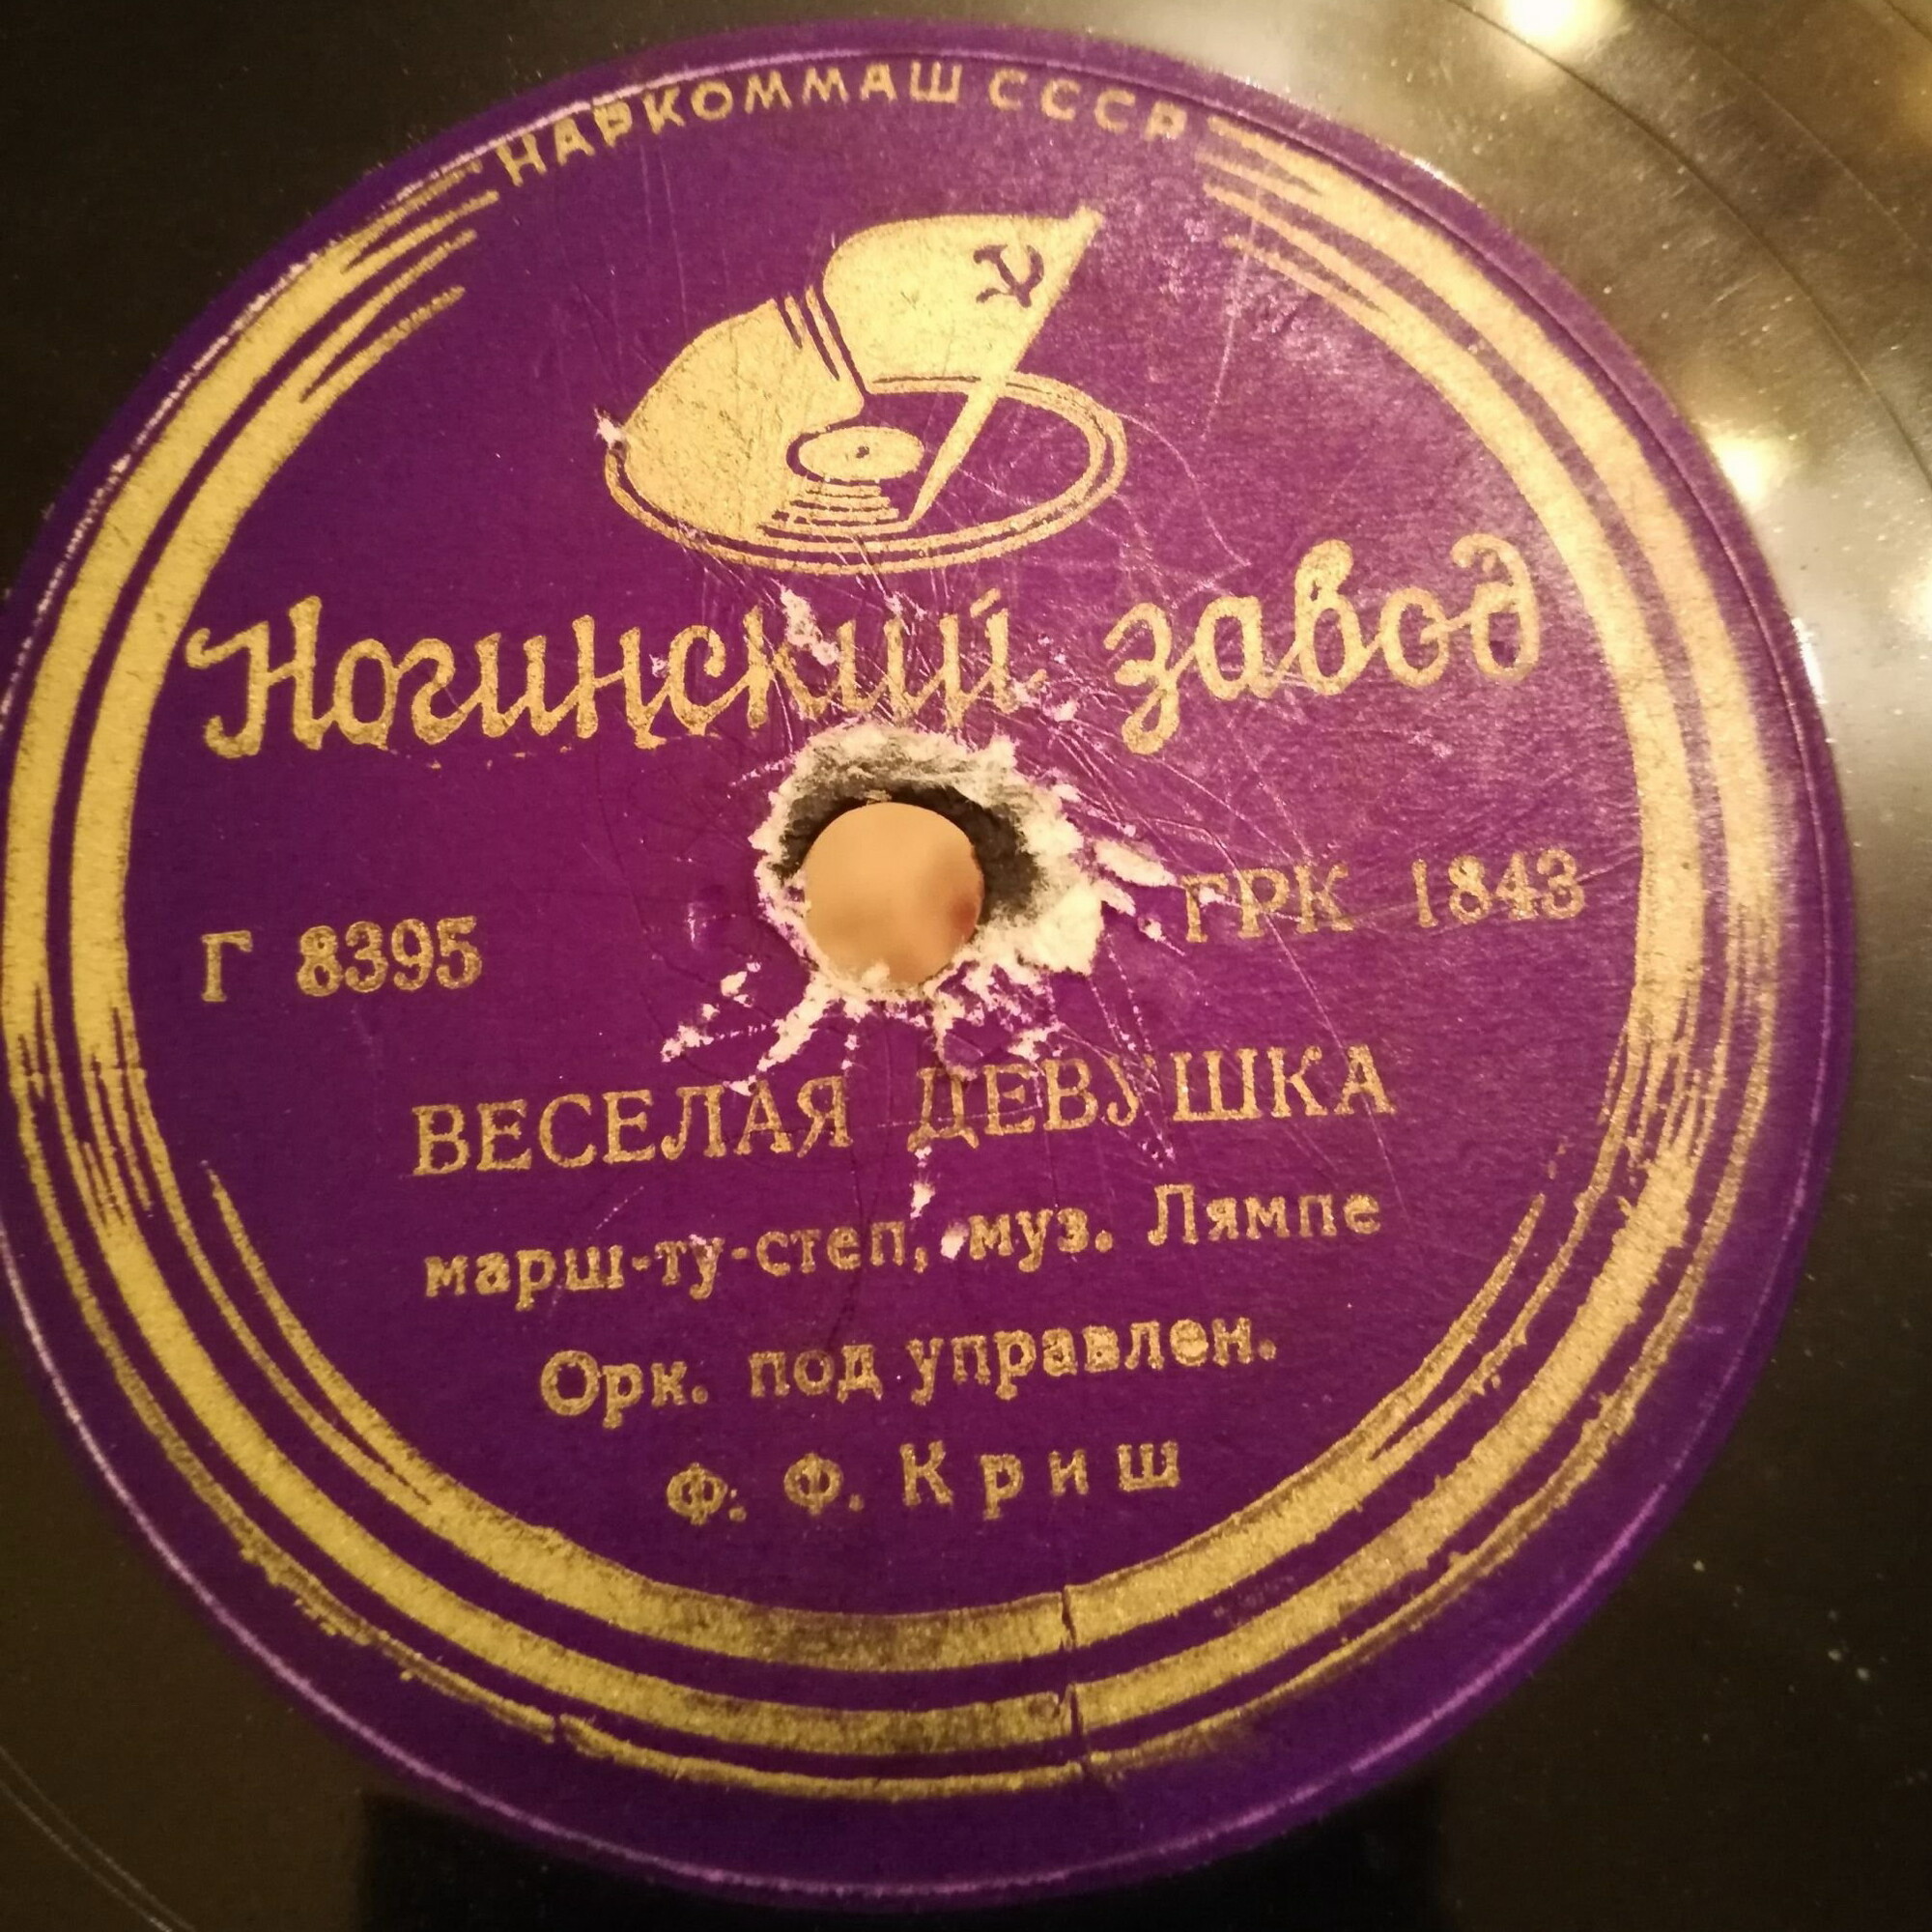 НАРКОММАШ СССР
Ногинский завод
Г 8395
ГРК 1843
ВЕСЕЛАЯ ДЕВУШКА
марш-ту-степ, муз. Лямпе
Орк. под управлен.
Ф. Ф. Криш